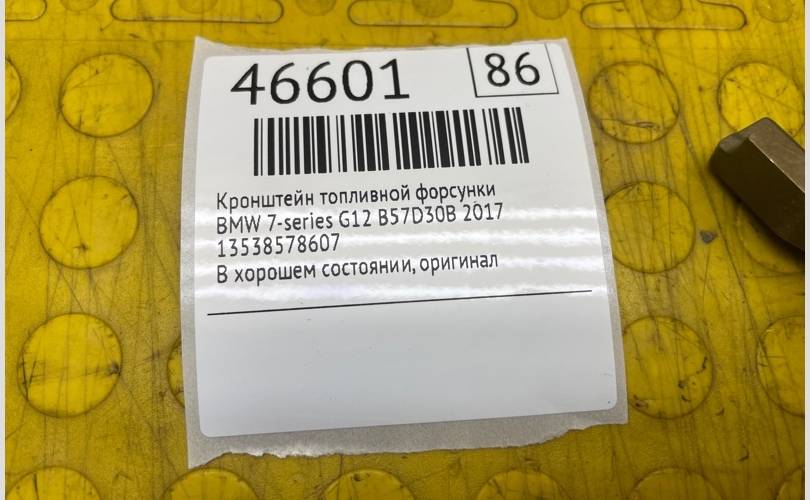 46601 86
Кронштейн топливной форсунки
BMW 7-series G12 B57D30B 2017
13538578607
В хорошем состоянии, оригинал